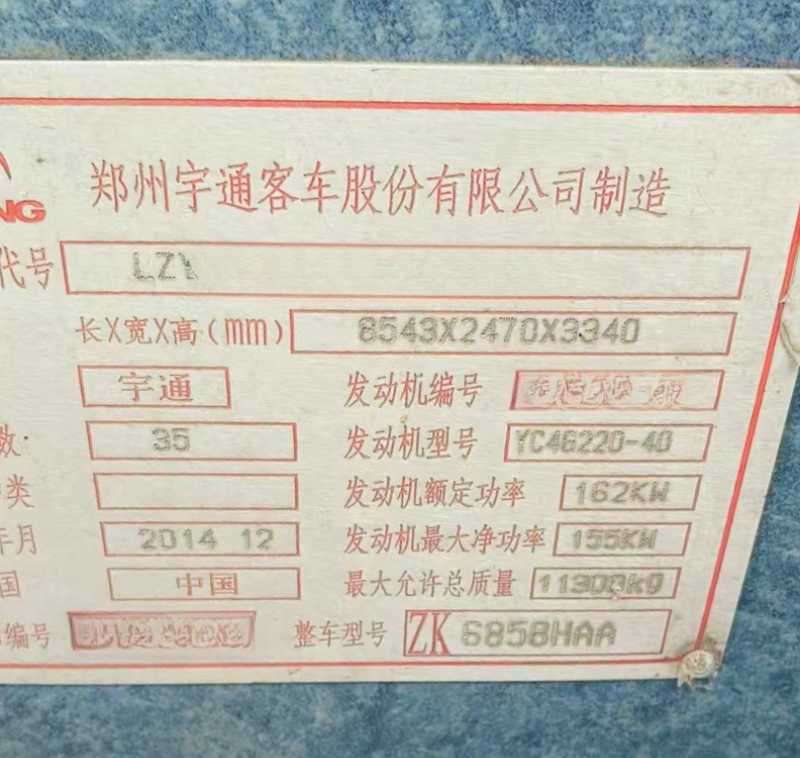 郑州宇通客车股份有限公司制造
NG
代号 LZY
长X宽X高(mm) 8543X2470X3340
宇通 发动机编号
数 35 发动机型号 YC4G220-40
类 发动机额定功率 162KW
年月 2014 12 发动机最大净功率 155KW
国 中国 最大允许总质量 11300kg
编号 整车型号 ZK 6858HAA